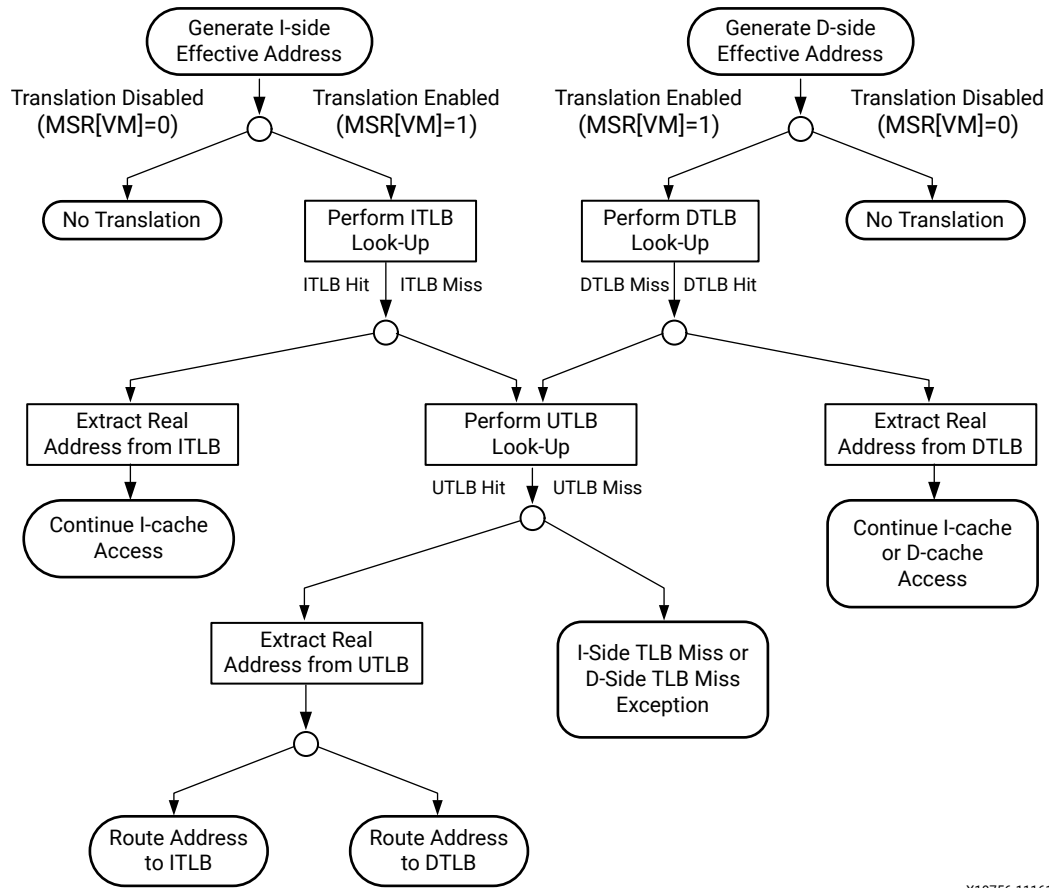 Generate I-side
Effective Address
Generate D-side
Effective Address
Translation Disabled
(MSR[VM]=0)
Translation Enabled
(MSR[VM]=1)
Translation Enabled
(MSR[VM]=1)
Translation Disabled
(MSR[VM]=0)
No Translation
Perform ITLB
Look-Up
Perform DTLB
Look-Up
No Translation
ITLB Hit
ITLB Miss
DTLB Miss
DTLB Hit
Extract Real
Address from ITLB
Perform UTLB
Look-Up
Extract Real
Address from DTLB
UTLB Hit
UTLB Miss
Continue I-cache
Access
Continue I-cache
or D-cache
Access
Extract Real
Address from UTLB
I-Side TLB Miss or
D-Side TLB Miss
Exception
Route Address
to ITLB
Route Address
to DTLB